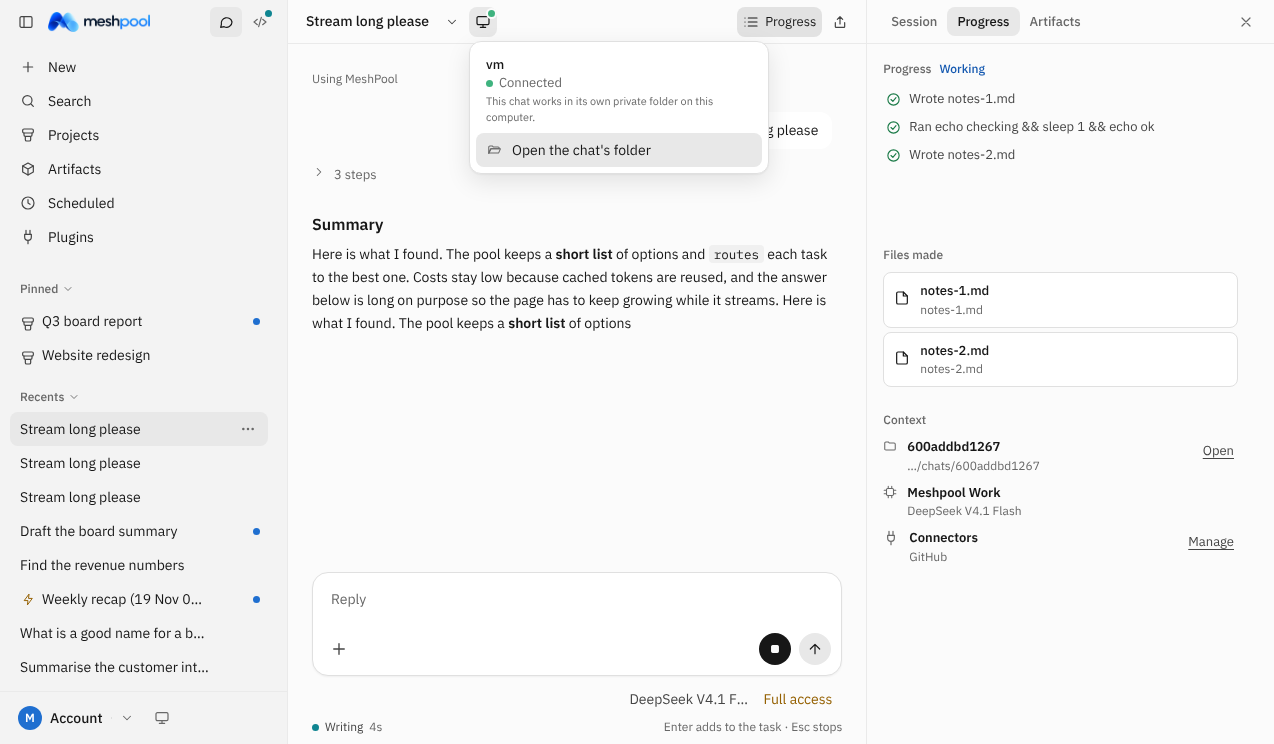 meshpool
New
Search
Projects
Artifacts
Scheduled
Plugins
Pinned
Q3 board report
Website redesign
Recents
Stream long please
Stream long please
Stream long please
Draft the board summary
Find the revenue numbers
Weekly recap (19 Nov 0...
What is a good name for a b...
Summarise the customer int...
M Account
Stream long please
Progress
Using MeshPool
vm
Connected
This chat works in its own private folder on this
computer.
Open the chat's folder
g please
3 steps
Summary
Here is what I found. The pool keeps a short list of options and routes each task
to the best one. Costs stay low because cached tokens are reused, and the answer
below is long on purpose so the page has to keep growing while it streams. Here is
what I found. The pool keeps a short list of options
Reply
DeepSeek V4.1 F... Full access
Writing 4s
Enter adds to the task · Esc stops
Session Progress Artifacts
Progress Working
Wrote notes-1.md
Ran echo checking && sleep 1 && echo ok
Wrote notes-2.md
Files made
notes-1.md
notes-1.md
notes-2.md
notes-2.md
Context
600addbd1267
.../chats/600addbd1267
Open
Meshpool Work
DeepSeek V4.1 Flash
Connectors
GitHub
Manage